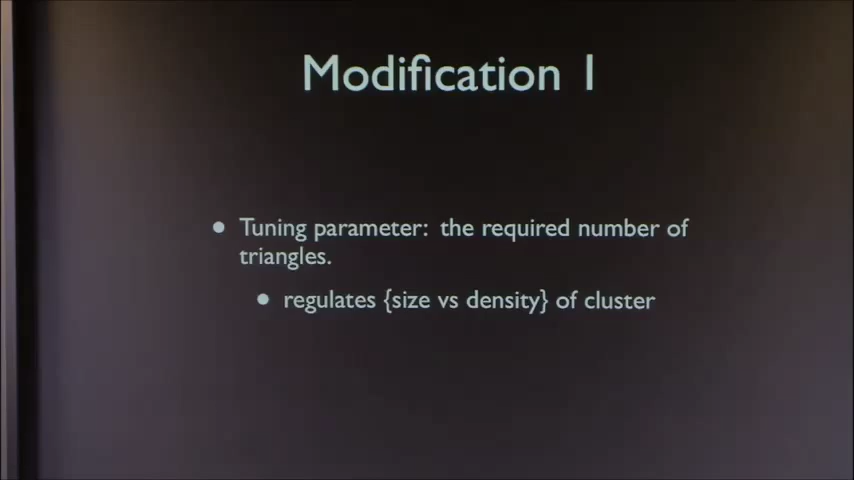 Modification 1
• Tuning parameter: the required number of
triangles.
• regulates {size vs density} of cluster